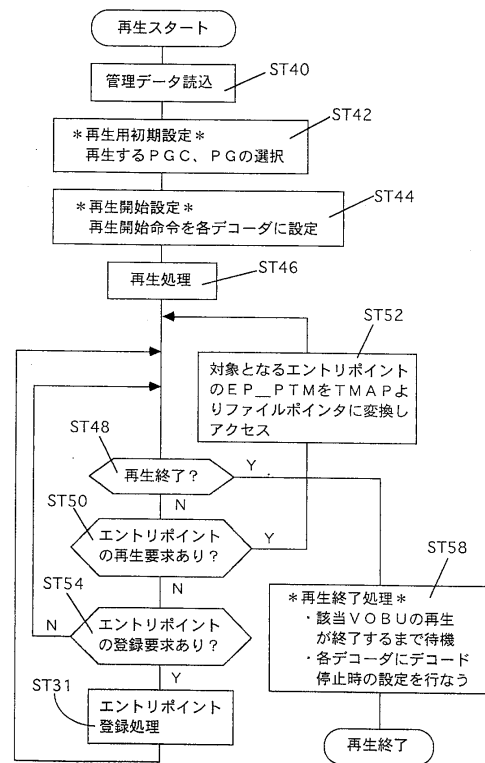 再生スタート
管理データ読込
ST40
ST42
＊再生用初期設定＊
再生するＰＧＣ、ＰＧの選択
ST44
＊再生開始設定＊
再生開始命令を各デコーダに設定
再生処理
ST46
ST52
対象となるエントリポイント
のＥＰ＿ＰＴＭをＴＭＡＰよ
りファイルポインタに変換し
アクセス
ST48
再生終了？
Y
N
ST50
エントリポイント
の再生要求あり？
Y
N
ST54
エントリポイント
の登録要求あり？
N
Y
ST31
エントリポイント
登録処理
ST58
＊再生終了処理＊
・該当ＶＯＢＵの再生
が終了するまで待機
・各デコーダにデコード
停止時の設定を行なう
再生終了